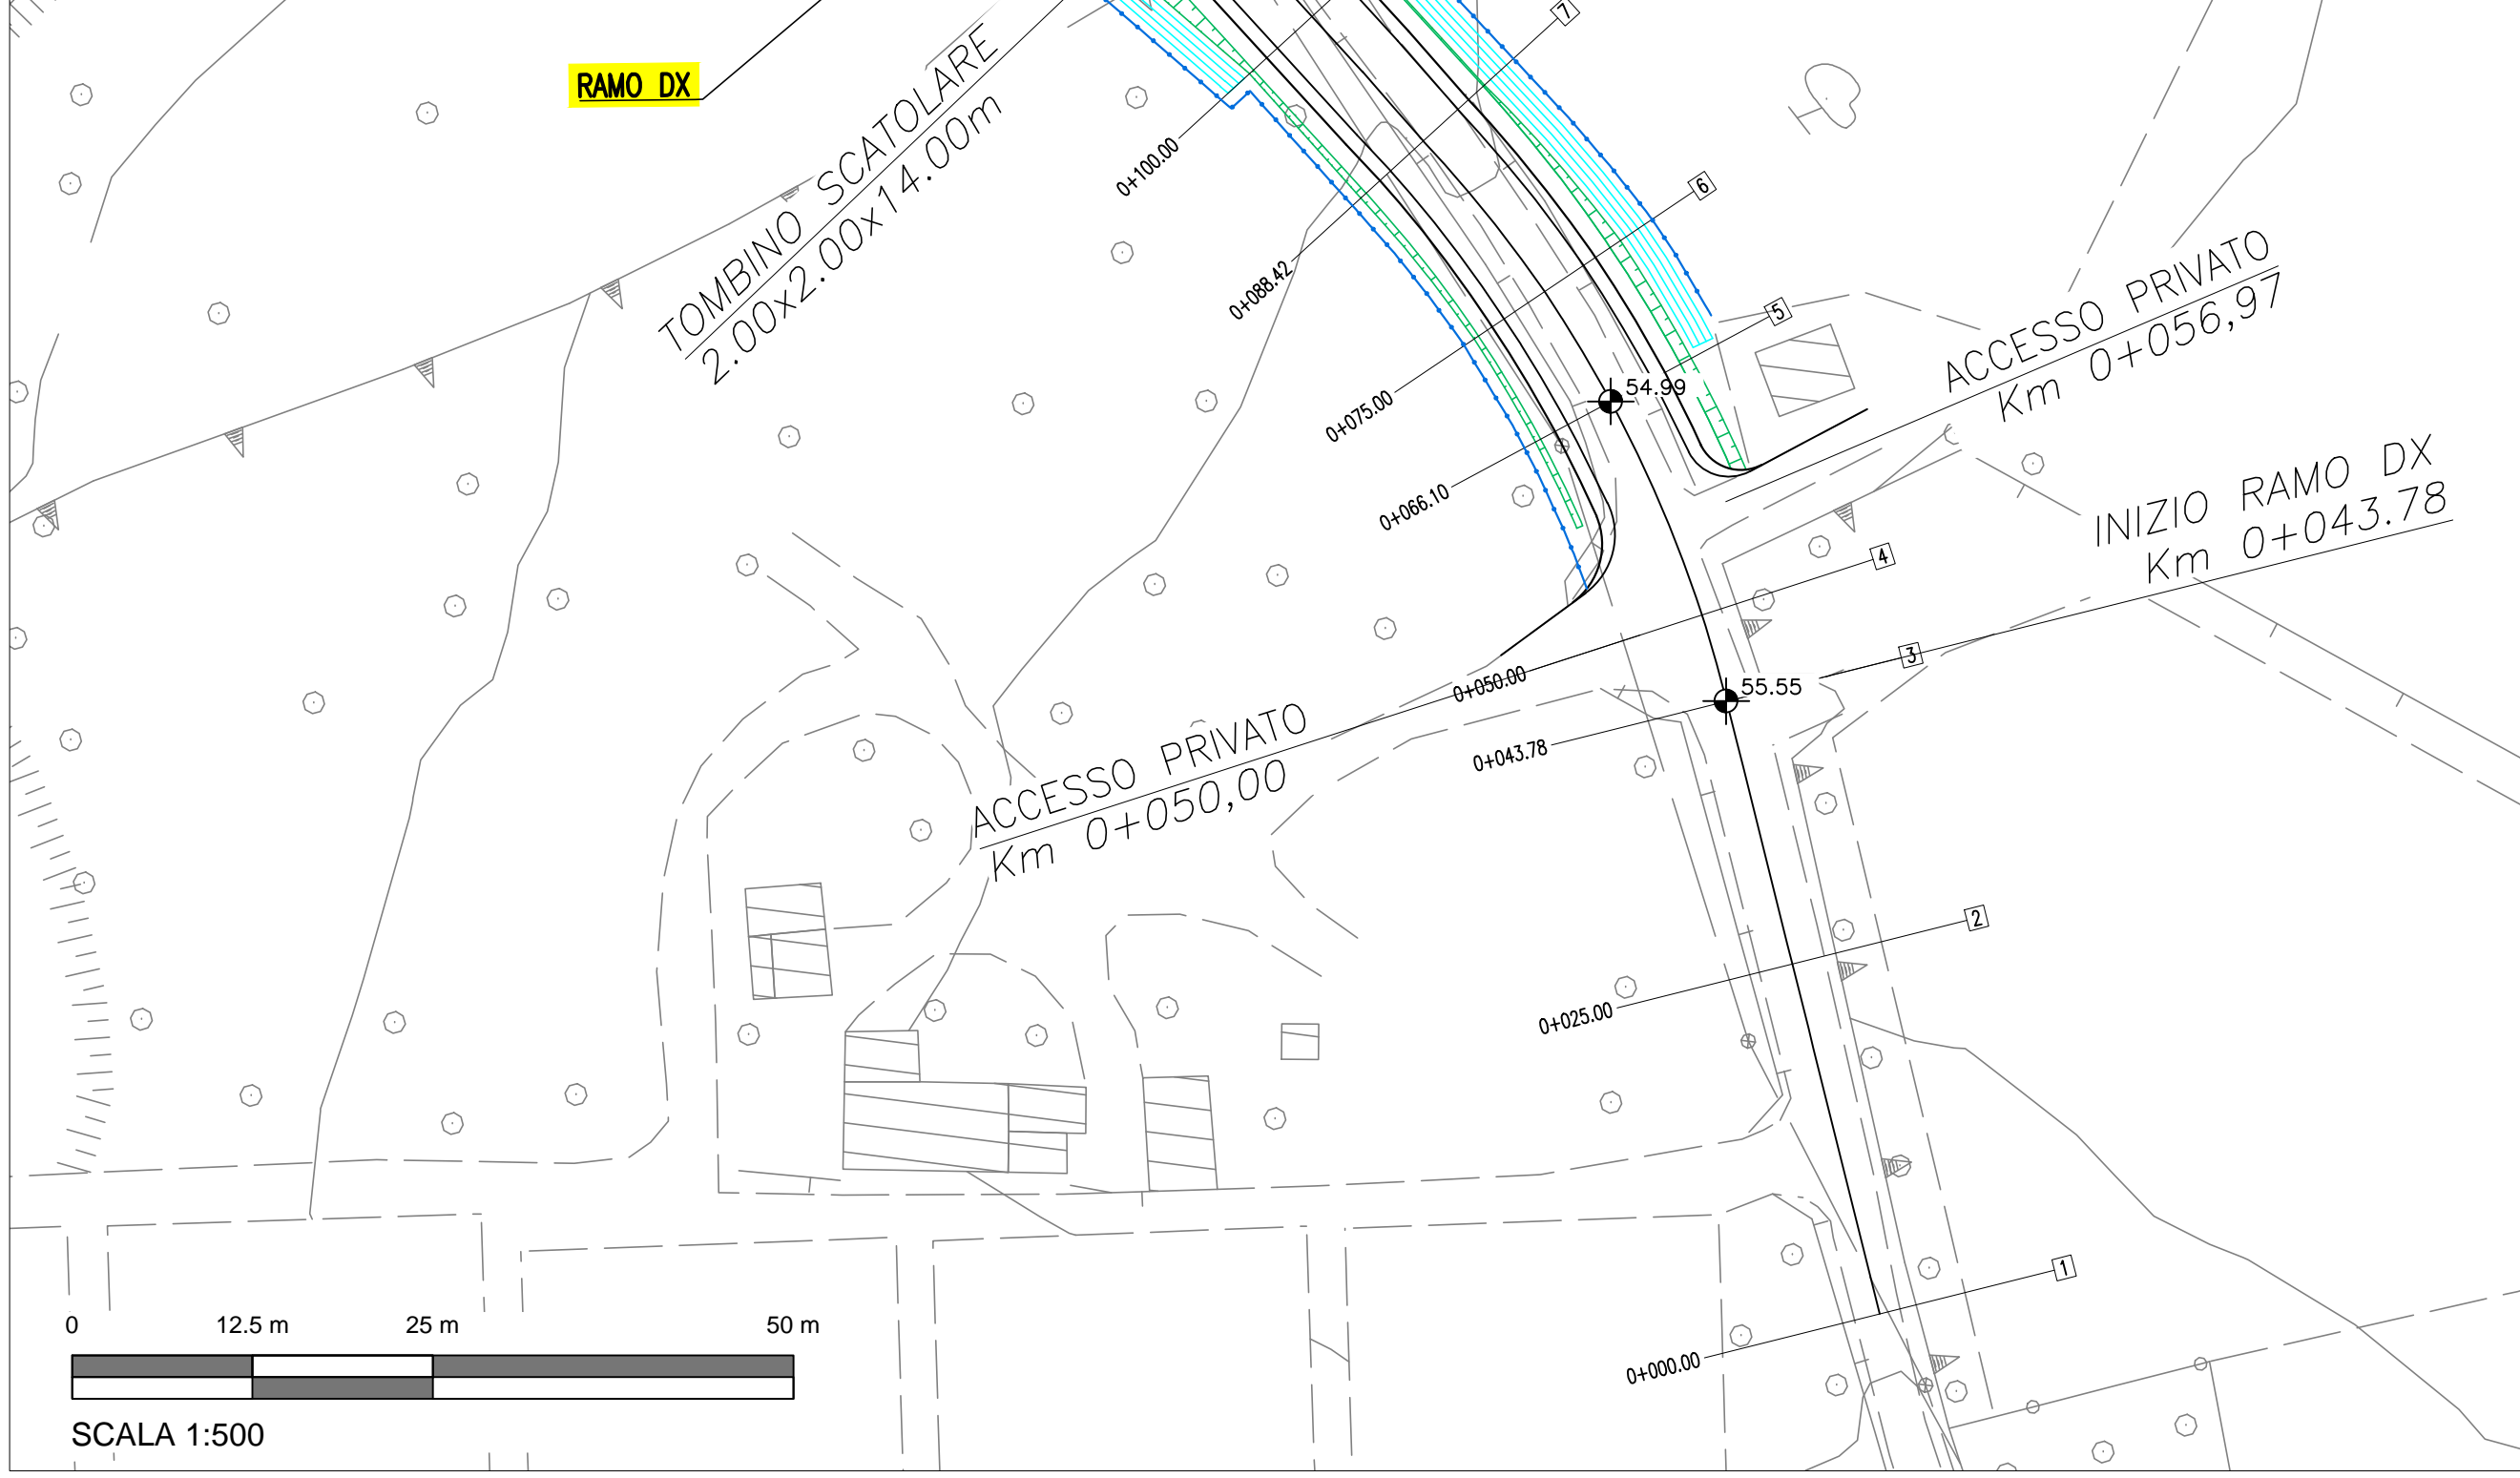 7
RAMO DX
TOMBINO SCATOLARE
2.00x2.00x14.00m
0+100.00
6
0+088.42
5
ACCESSO PRIVATO
Km 0+056,97
54.99
0+075.00
0+066.10
INIZIO RAMO DX
Km 0+043.78
4
3
0+050.00
55.55
ACCESSO PRIVATO
Km 0+050,00
0+043.78
2
0+025.00
1
0+000.00
0 12.5 m 25 m 50 m
SCALA 1:500